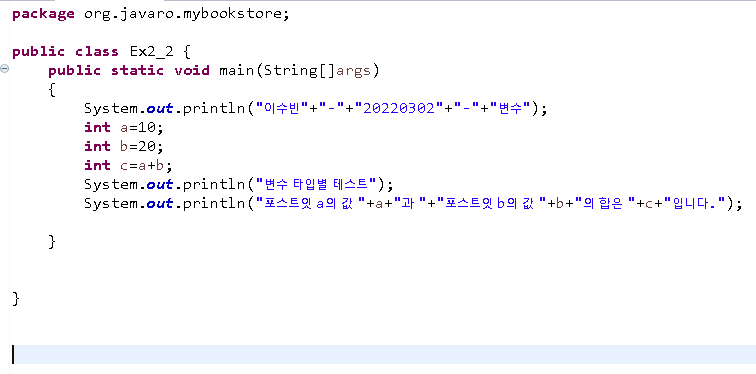 package org.javaro.mybookstore;
public class Ex2_2 {
public static void main(String[]args)
{
System.out.println("이수빈"+"-"+"20220302"+"-"+"변수");
int a=10;
int b=20;
int c=a+b;
System.out.println("변수 타입별 테스트");
System.out.println("포스트잇 a의 값 "+a+"과 "+"포스트잇 b의 값 "+b+"의 합은 "+c+"입니다.");
}
}